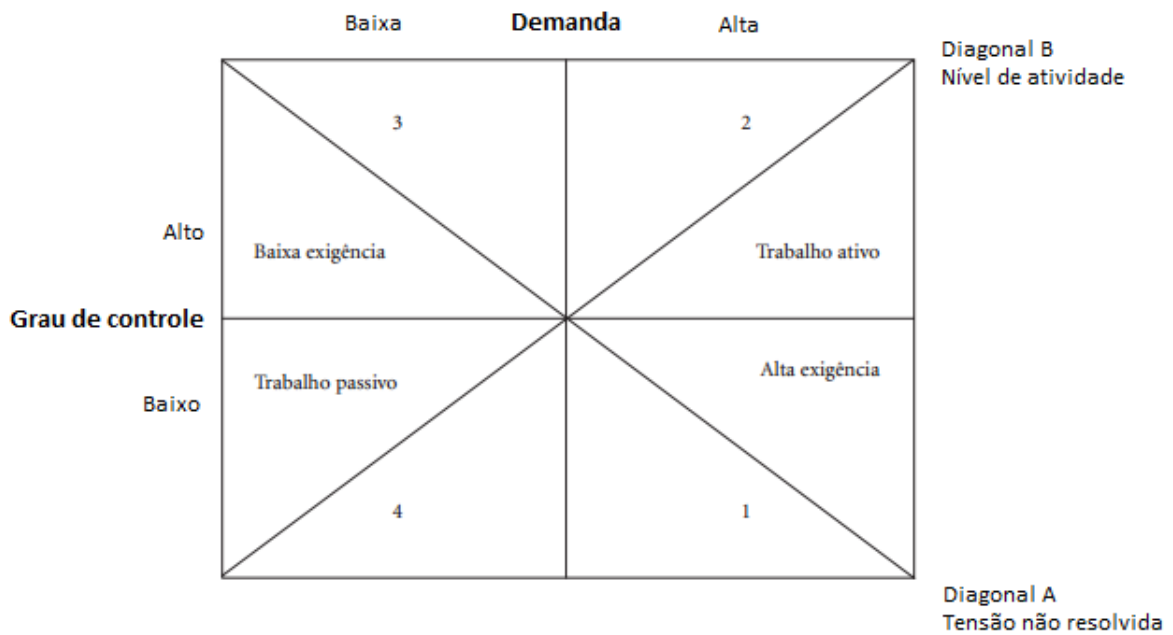 Baixa
Demanda
Alta
Diagonal B
Nível de atividade
3
2
Alto
Baixa exigência
Trabalho ativo
Grau de controle
Trabalho passivo
Alta exigência
Baixo
4
1
Diagonal A
Tensão não resolvida